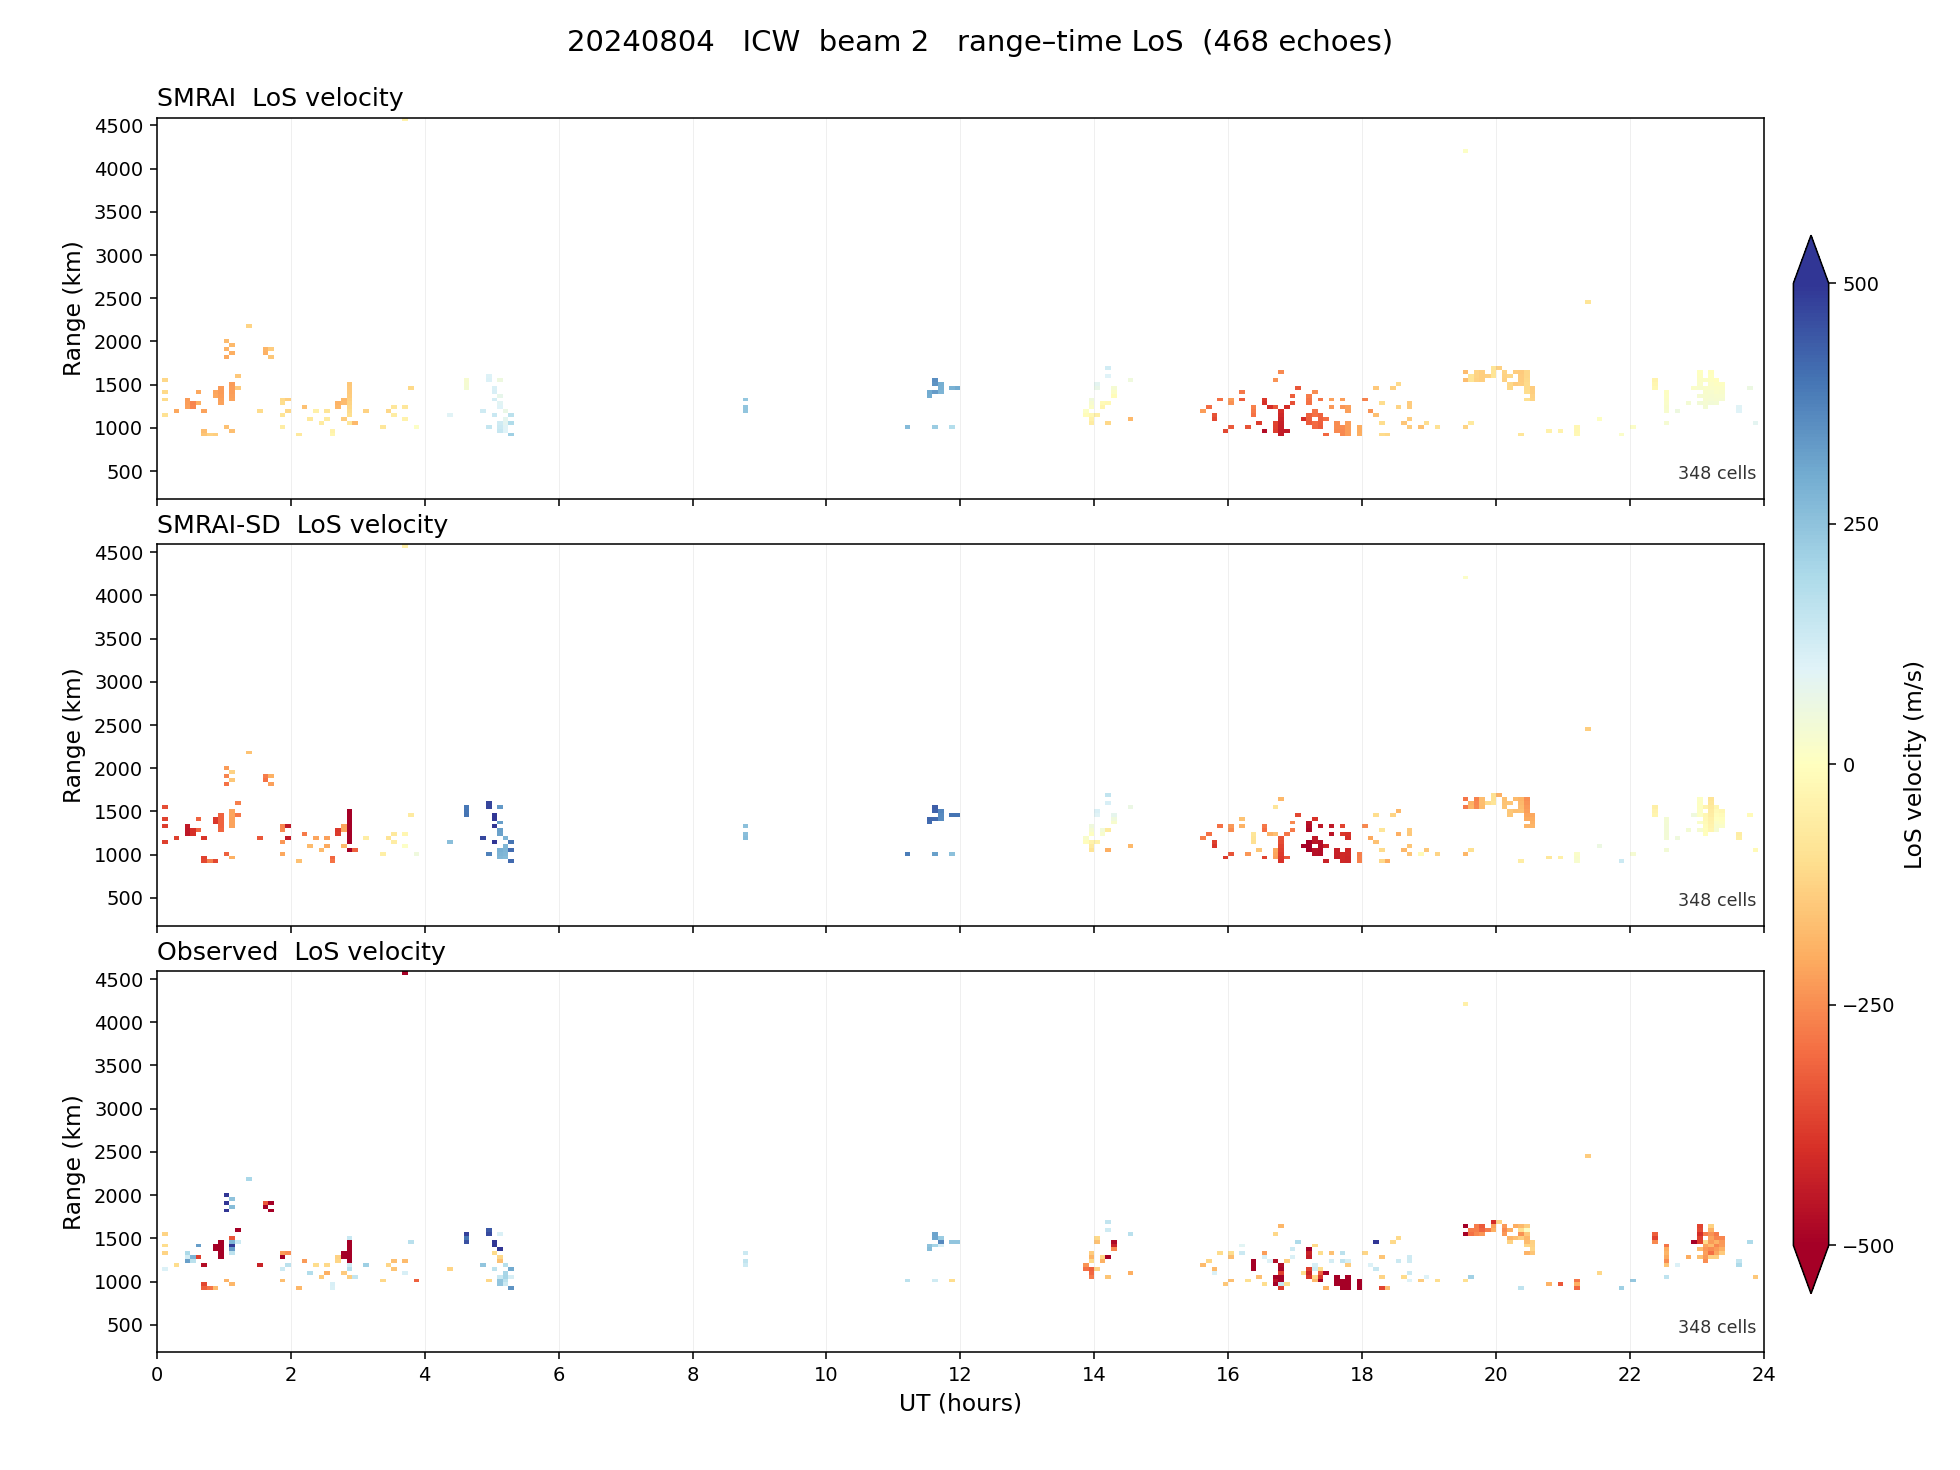 20240804   ICW  beam 2   range–time LoS  (468 echoes)
SMRAI  LoS velocity
4500
4000
3500
3000
2500
2000
1500
1000
500
Range (km)
348 cells
SMRAI-SD  LoS velocity
4500
4000
3500
3000
2500
2000
1500
1000
500
Range (km)
348 cells
Observed  LoS velocity
4500
4000
3500
3000
2500
2000
1500
1000
500
Range (km)
348 cells
0 2 4 6 8 10 12 14 16 18 20 22 24
UT (hours)
500
250
0
−250
−500
LoS velocity (m/s)